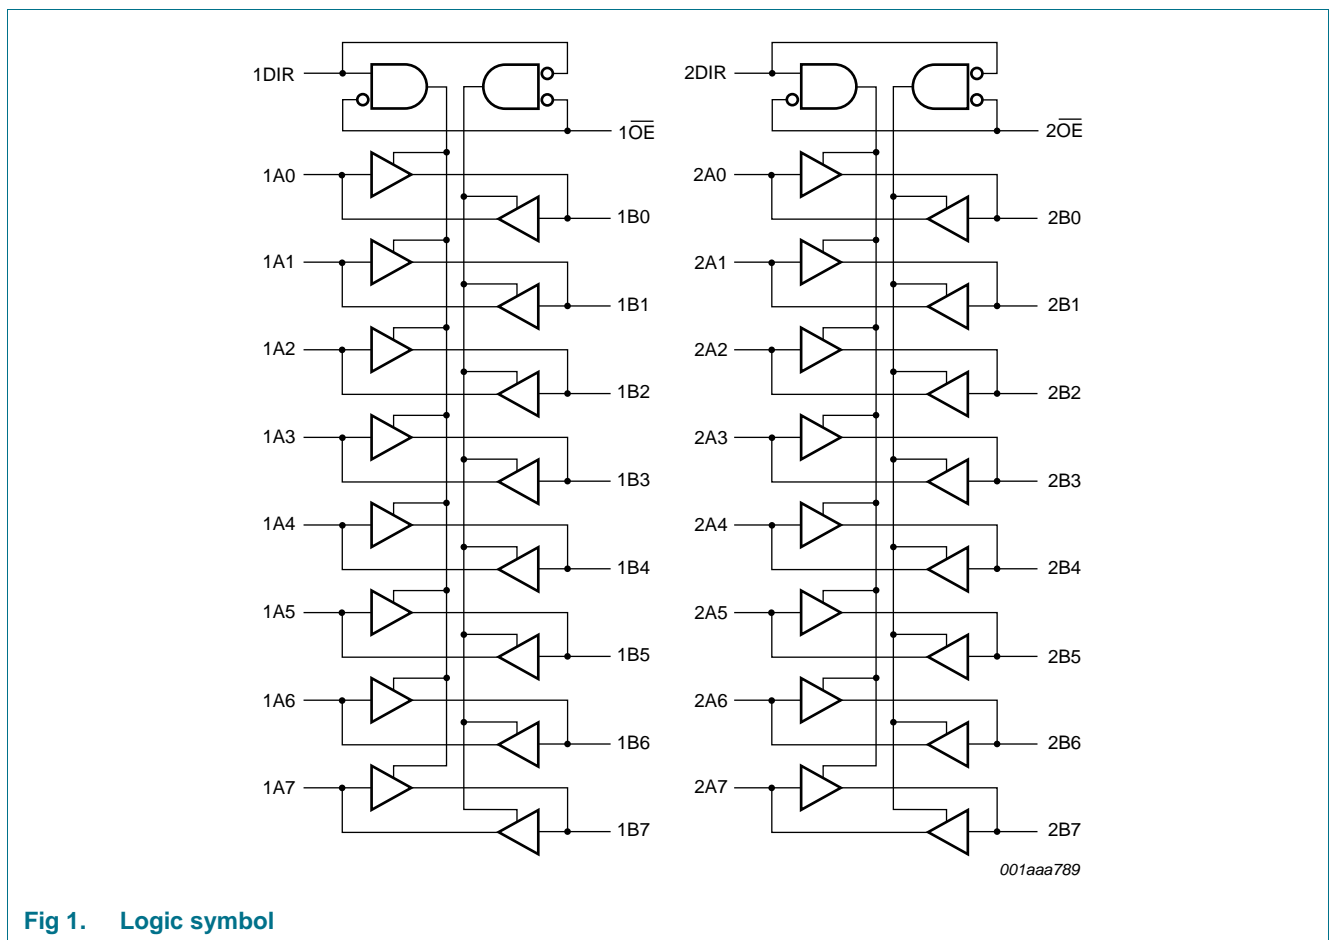 1DIR
1OE
1A0
1B0
1A1
1B1
1A2
1B2
1A3
1B3
1A4
1B4
1A5
1B5
1A6
1B6
1A7
1B7
2DIR
2OE
2A0
2B0
2A1
2B1
2A2
2B2
2A3
2B3
2A4
2B4
2A5
2B5
2A6
2B6
2A7
2B7
001aaa789
Fig 1. Logic symbol